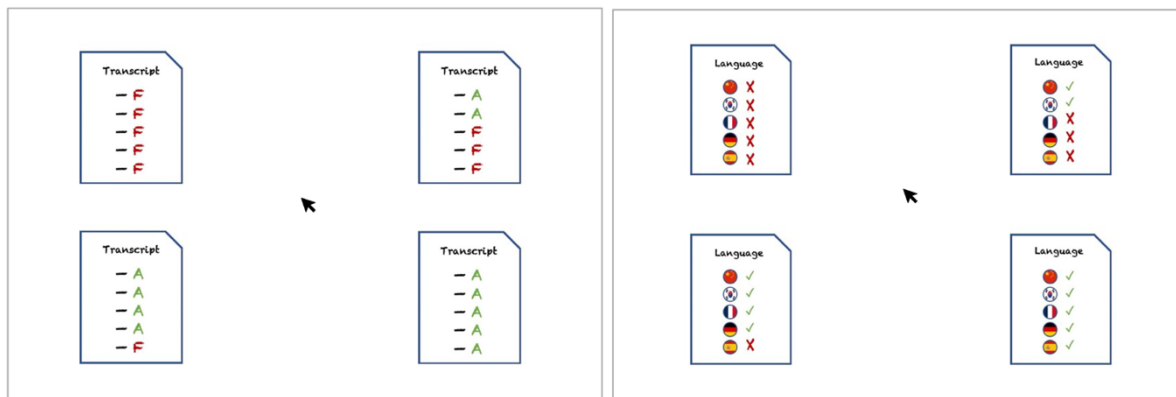 Transcript
– F
– F
– F
– F
– F
Transcript
– A
– A
– F
– F
– F
Transcript
– A
– A
– A
– A
– F
Transcript
– A
– A
– A
– A
– A
Language
X
X
X
X
X
Language
✓
✓
X
X
X
Language
✓
✓
✓
✓
X
Language
✓
✓
✓
✓
✓